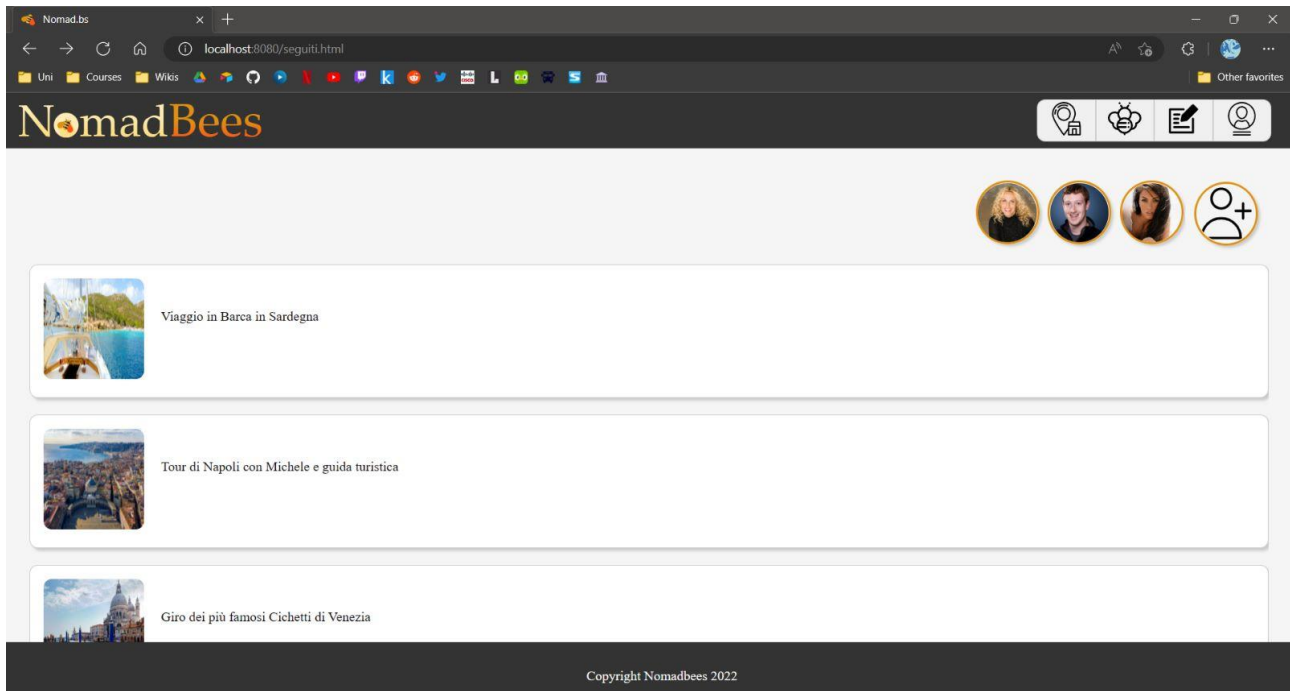 Nomad.bs
localhost:8080/seguiti.html
Uni Courses Wikis Other favorites
NomadBees
Viaggio in Barca in Sardegna
Tour di Napoli con Michele e guida turistica
Giro dei più famosi Cichetti di Venezia
Copyright Nomadbees 2022